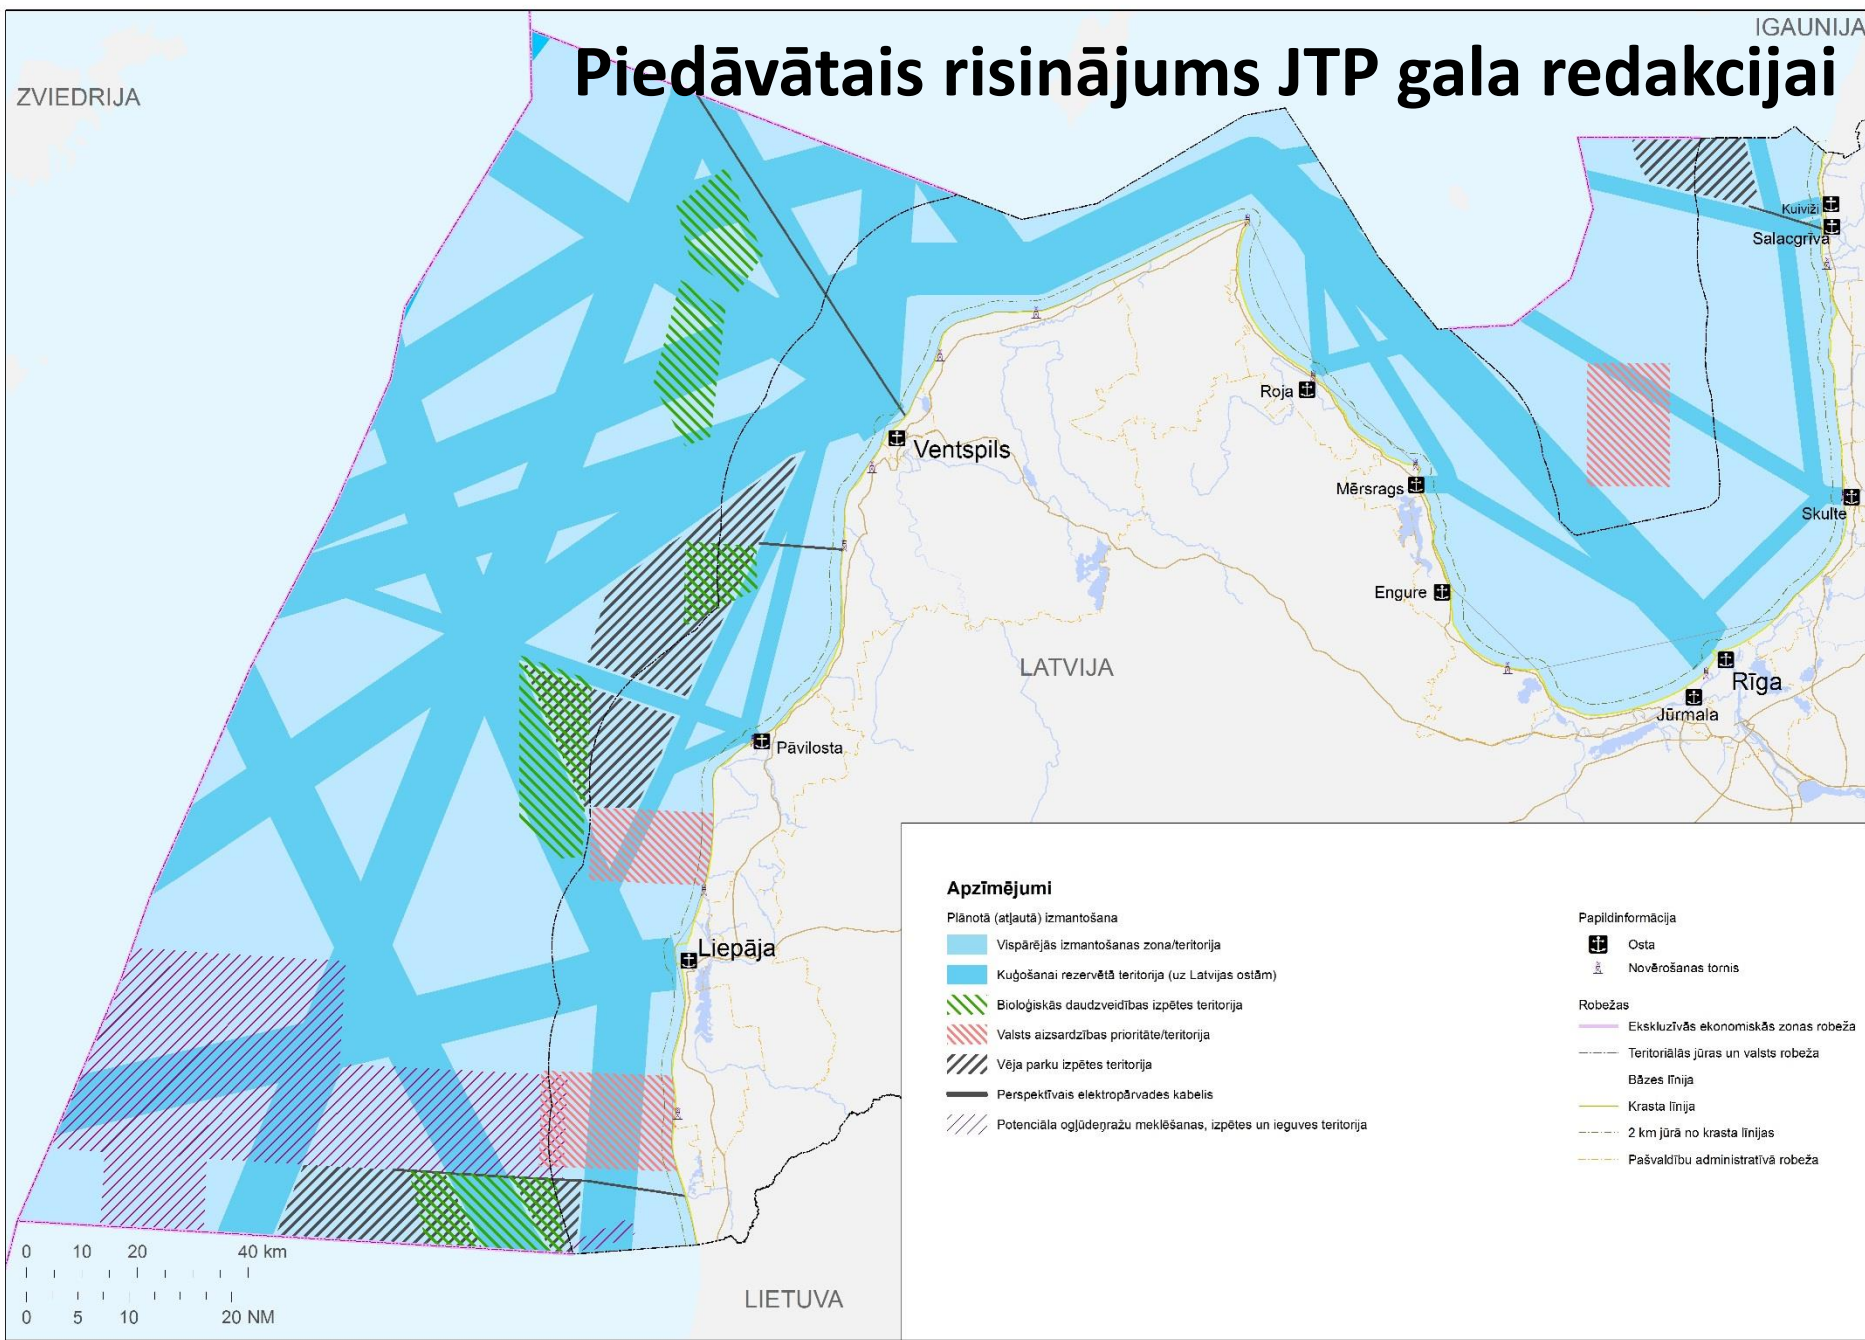 Piedāvātais risinājums JTP gala redakcijai
IGAUNIJA
ZVIEDRIJA
Kuiviži
Salacgrīva
Roja
Ventspils
Mērsrags
Skulte
Engure
LATVIJA
Rīga
Jūrmala
Pāvilosta
Liepāja
LIETUVA
Apzīmējumi
Plānotā (atļautā) izmantošana
Vispārējās izmantošanas zona/teritorija
Kuģošanai rezervētā teritorija (uz Latvijas ostām)
Bioloģiskās daudzveidības izpētes teritorija
Valsts aizsardzības prioritāte/teritorija
Vēja parku izpētes teritorija
Perspektīvais elektropārvades kabelis
Potenciāla ogļūdeņražu meklēšanas, izpētes un ieguves teritorija
Papildinformācija
Osta
Novērošanas tornis
Robežas
Ekskluzīvās ekonomiskās zonas robeža
Teritoriālās jūras un valsts robeža
Bāzes līnija
Krasta līnija
2 km jūrā no krasta līnijas
Pašvaldību administratīvā robeža
0 10 20 40 km
0 5 10 20 NM